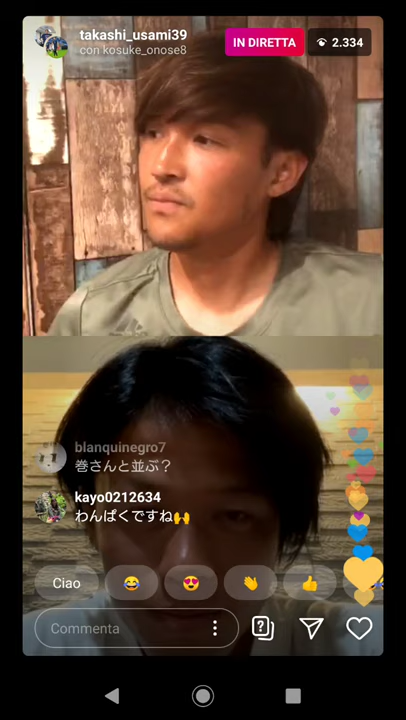 takashi_usami39
con kosuke_onose8
IN DIRETTA
2.334
blanquinegro7
巻さんと並ぶ？
kayo0212634
わんぱくですね🙌
Ciao
😂
😍
👏
👍
Commenta